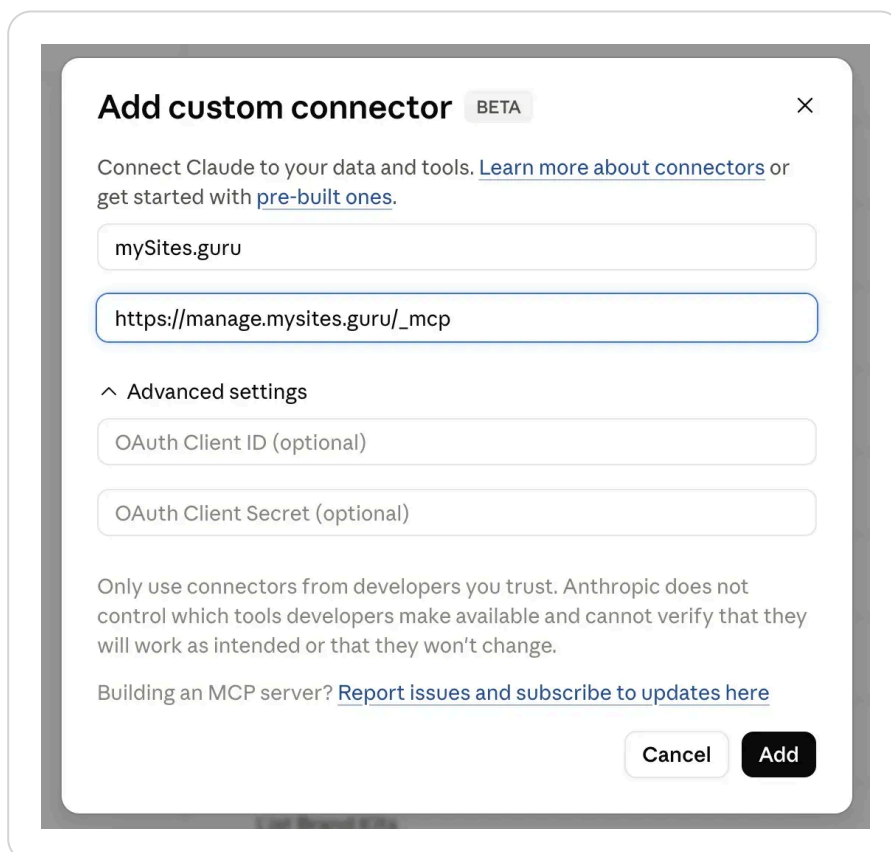 Add custom connector BETA
Connect Claude to your data and tools. Learn more about connectors or
get started with pre-built ones.
mySites.guru
https://manage.mysites.guru/_mcp
Advanced settings
OAuth Client ID (optional)
OAuth Client Secret (optional)
Only use connectors from developers you trust. Anthropic does not
control which tools developers make available and cannot verify that they
will work as intended or that they won't change.
Building an MCP server? Report issues and subscribe to updates here
Cancel Add